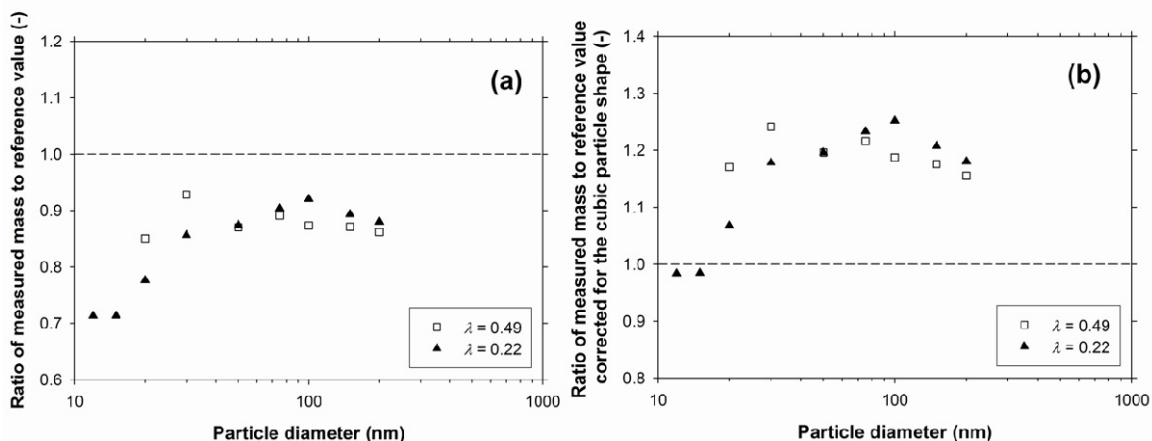 Ratio of measured mass to reference value (-)
1.2
1.1
1.0
0.9
0.8
0.7
0.6
(a)
λ = 0.49
λ = 0.22
10
100
1000
Particle diameter (nm)
Ratio of measured mass to reference value
corrected for the cubic particle shape (-)
1.4
1.3
1.2
1.1
1.0
0.9
0.8
(b)
λ = 0.49
λ = 0.22
10
100
1000
Particle diameter (nm)